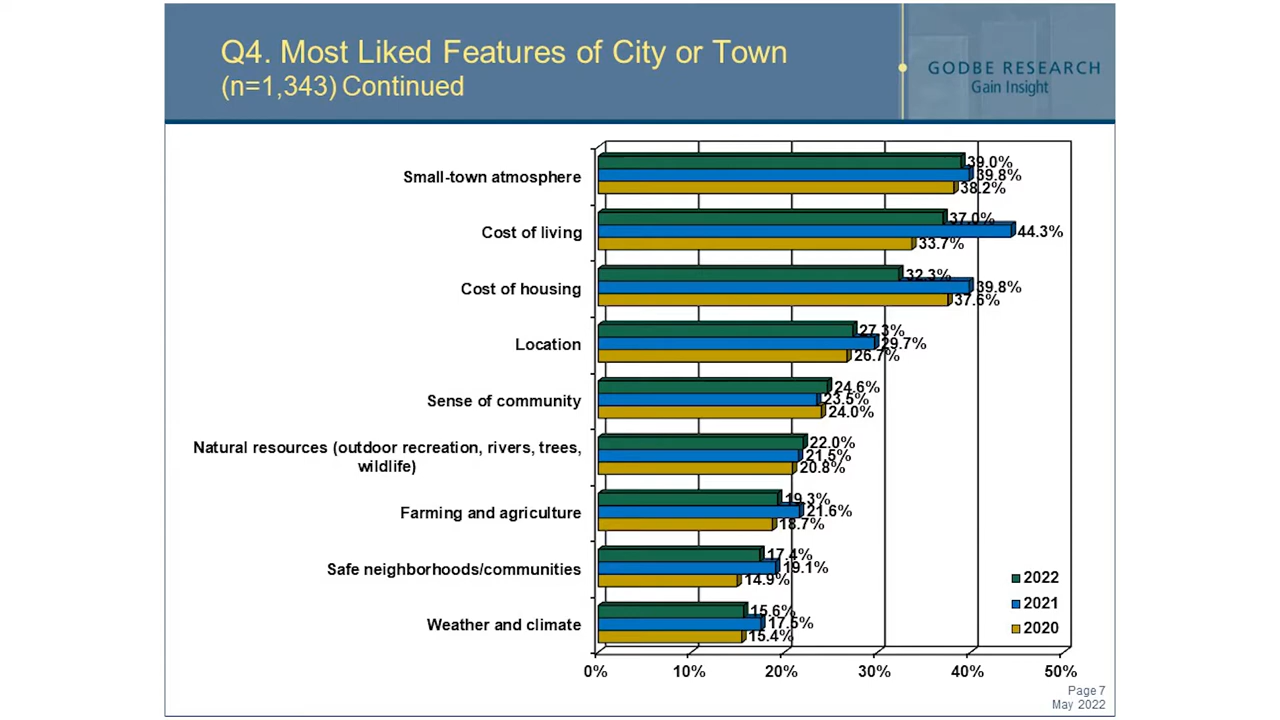 Q4. Most Liked Features of City or Town
(n=1,343) Continued
GODBE RESEARCH
Gain Insight
Small-town atmosphere
39.0%
39.8%
38.2%
Cost of living
37.0%
44.3%
33.7%
Cost of housing
32.3%
39.8%
37.6%
Location
27.3%
29.7%
26.7%
Sense of community
24.6%
23.5%
24.0%
Natural resources (outdoor recreation, rivers, trees,
wildlife)
22.0%
21.5%
20.8%
Farming and agriculture
19.3%
21.6%
18.7%
Safe neighborhoods/communities
17.4%
19.1%
14.9%
Weather and climate
15.6%
17.5%
15.4%
2022
2021
2020
0% 10% 20% 30% 40% 50%
Page 7
May 2022